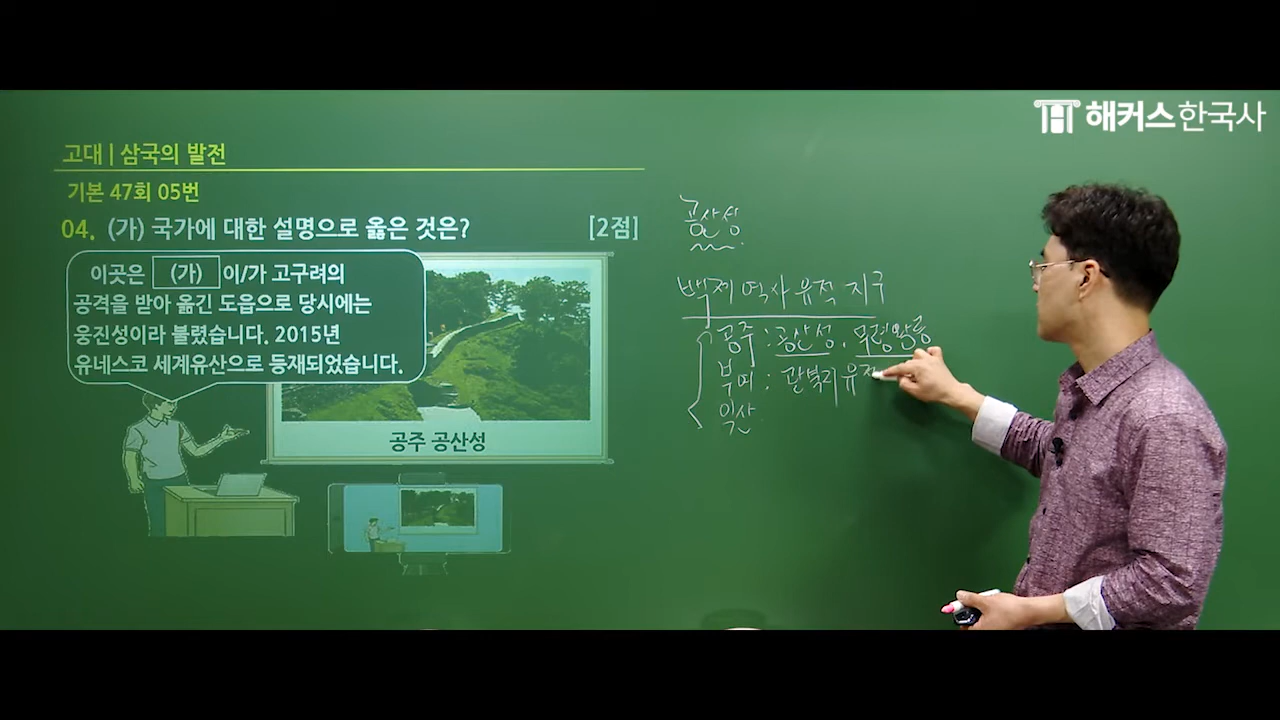 해커스한국사
고대 | 삼국의 발전
기본 47회 05번
04. (가) 국가에 대한 설명으로 옳은 것은? [2점]
이곳은 (가) 이/가 고구려의
공격을 받아 옮긴 도읍으로 당시에는
웅진성이라 불렸습니다. 2015년
유네스코 세계유산으로 등재되었습니다.
공주 공산성
공산성
백제 역사 유적 지구
공주 : 공산성, 무령왕릉
부여 : 관북리 유적
익산